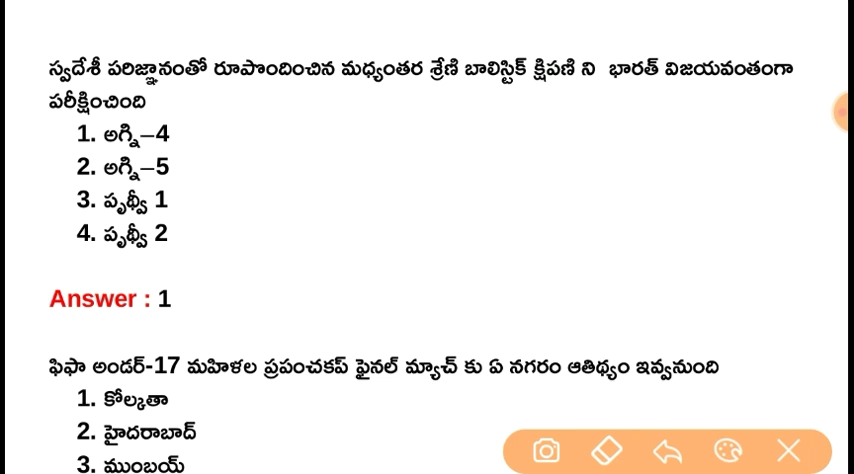 స్వదేశీ పరిజ్ఞానంతో రూపొందించిన మధ్యంతర శ్రేణి బాలిస్టిక్ క్షిపణి ని భారత్ విజయవంతంగా
పరీక్షించింది
1. అగ్ని–4
2. అగ్ని–5
3. పృథ్వీ 1
4. పృథ్వీ 2
Answer : 1
ఫిఫా అండర్-17 మహిళల ప్రపంచకప్ ఫైనల్ మ్యాచ్ కు ఏ నగరం ఆతిథ్యం ఇవ్వనుంది
1. కోల్కతా
2. హైదరాబాద్
3. ముంబయ్